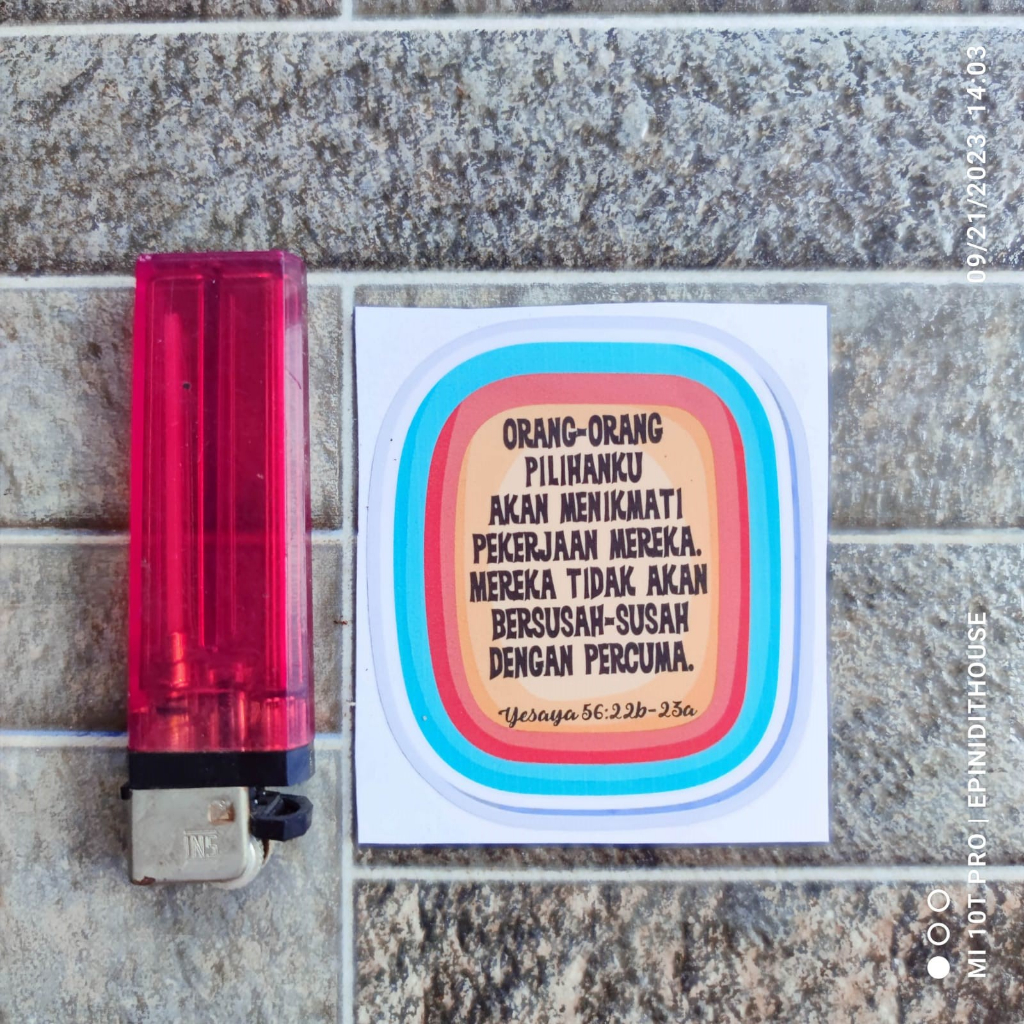 ORANG-ORANG
PILIHANKU
AKAN MENIKMATI
PEKERJAAN MEREKA.
MEREKA TIDAK AKAN
BERSUSAH-SUSAH
DENGAN PERCUMA.
Yesaya 56:22b-23a
MI 10T PRO | EPINIDITHOUSE
09/21/2023 14:03